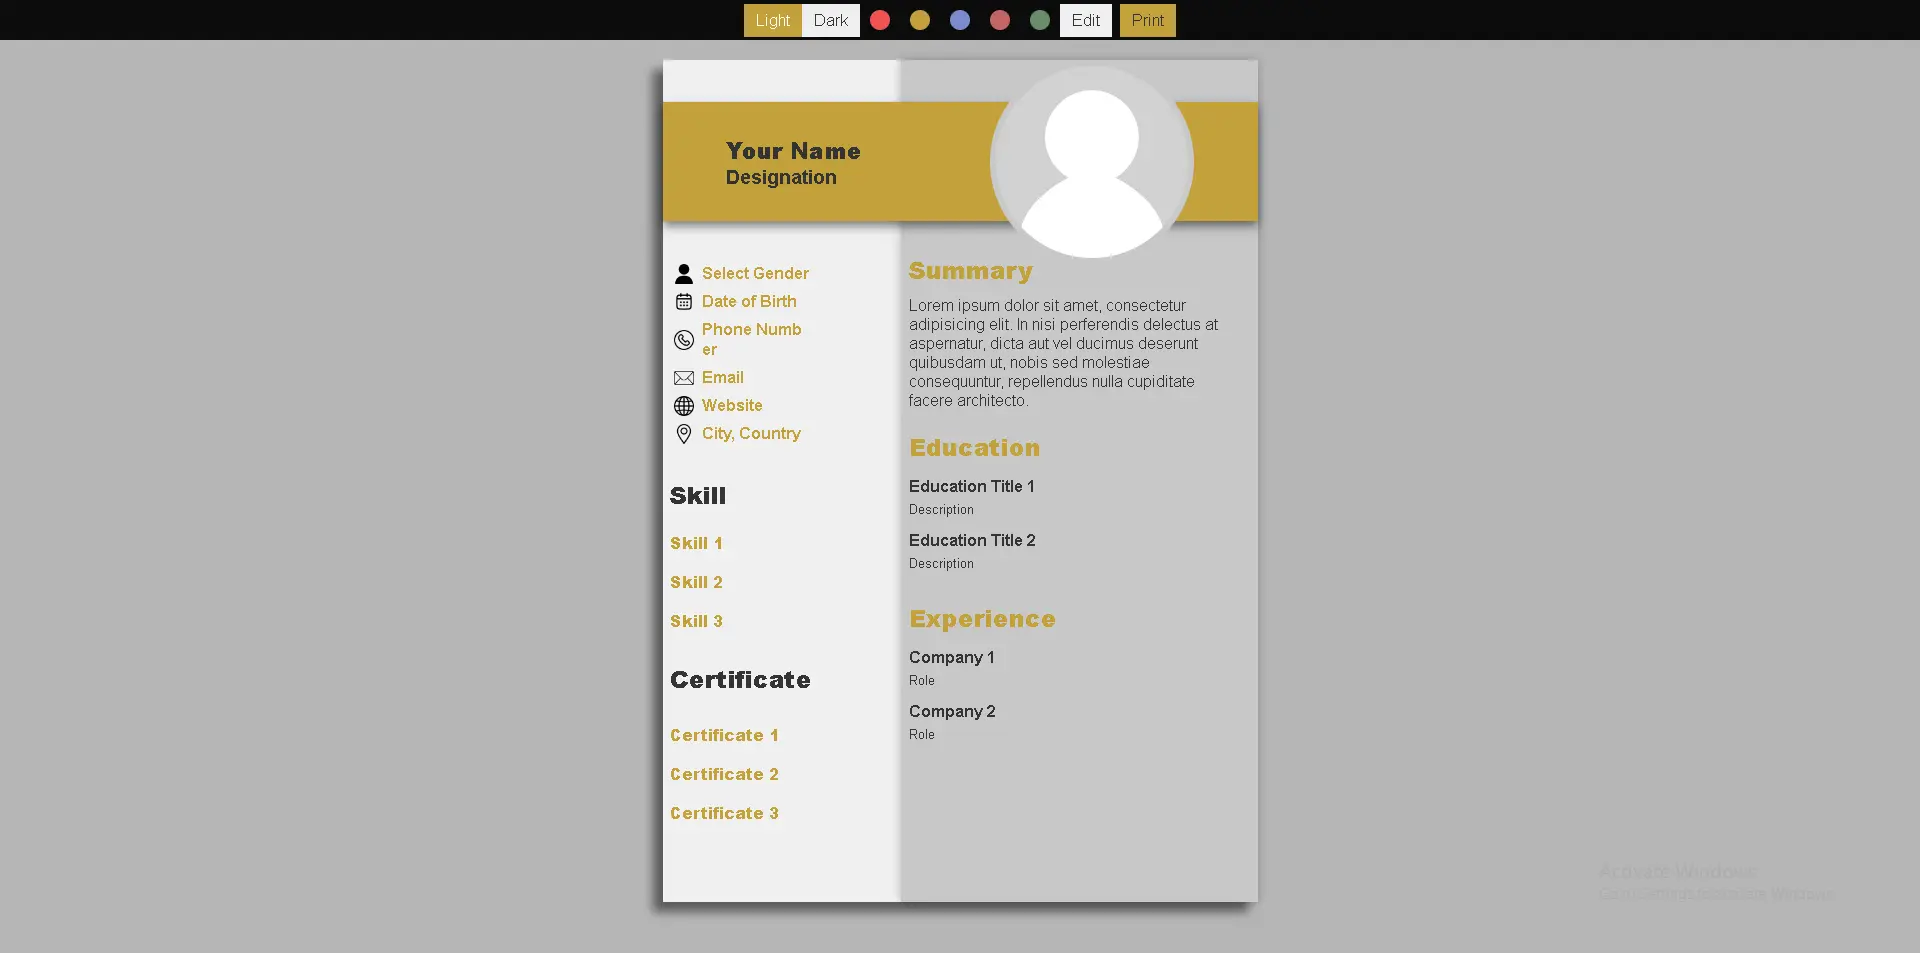 Light Dark Edit Print
Your Name
Designation
Select Gender
Date of Birth
Phone Numb
er
Email
Website
City, Country
Skill
Skill 1
Skill 2
Skill 3
Certificate
Certificate 1
Certificate 2
Certificate 3
Summary
Lorem ipsum dolor sit amet, consectetur
adipisicing elit. In nisi perferendis delectus at
aspernatur, dicta aut vel ducimus deserunt
quibusdam ut, nobis sed molestiae
consequuntur, repellendus nulla cupiditate
facere architecto.
Education
Education Title 1
Description
Education Title 2
Description
Experience
Company 1
Role
Company 2
Role
Activate Windows
Go to Settings to activate Windows.